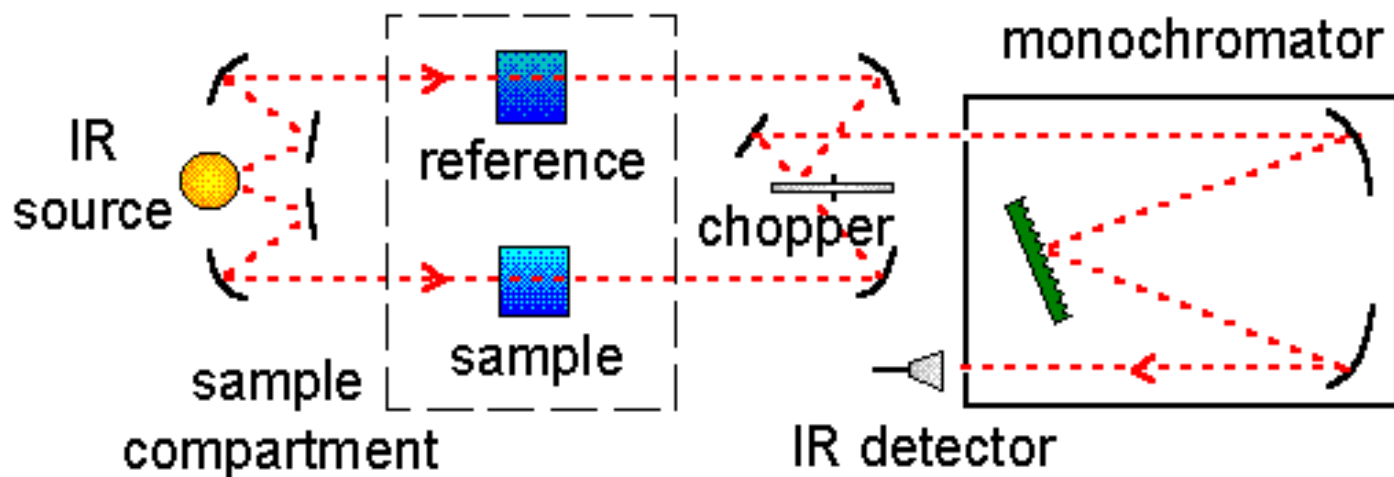 monochromator
IR
source
reference
chopper
sample
sample
compartment
IR detector